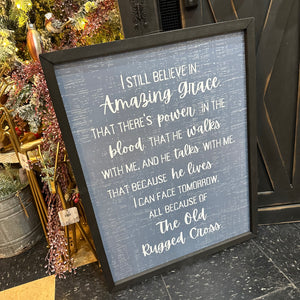 I STILL BELIEVE IN
Amazing Grace
THAT THERE'S power IN THE
blood, THAT HE walks
WITH ME, AND HE talks WITH ME,
THAT BECAUSE he lives
I CAN FACE TOMORROW,
ALL BECAUSE OF
The Old
Rugged Cross.